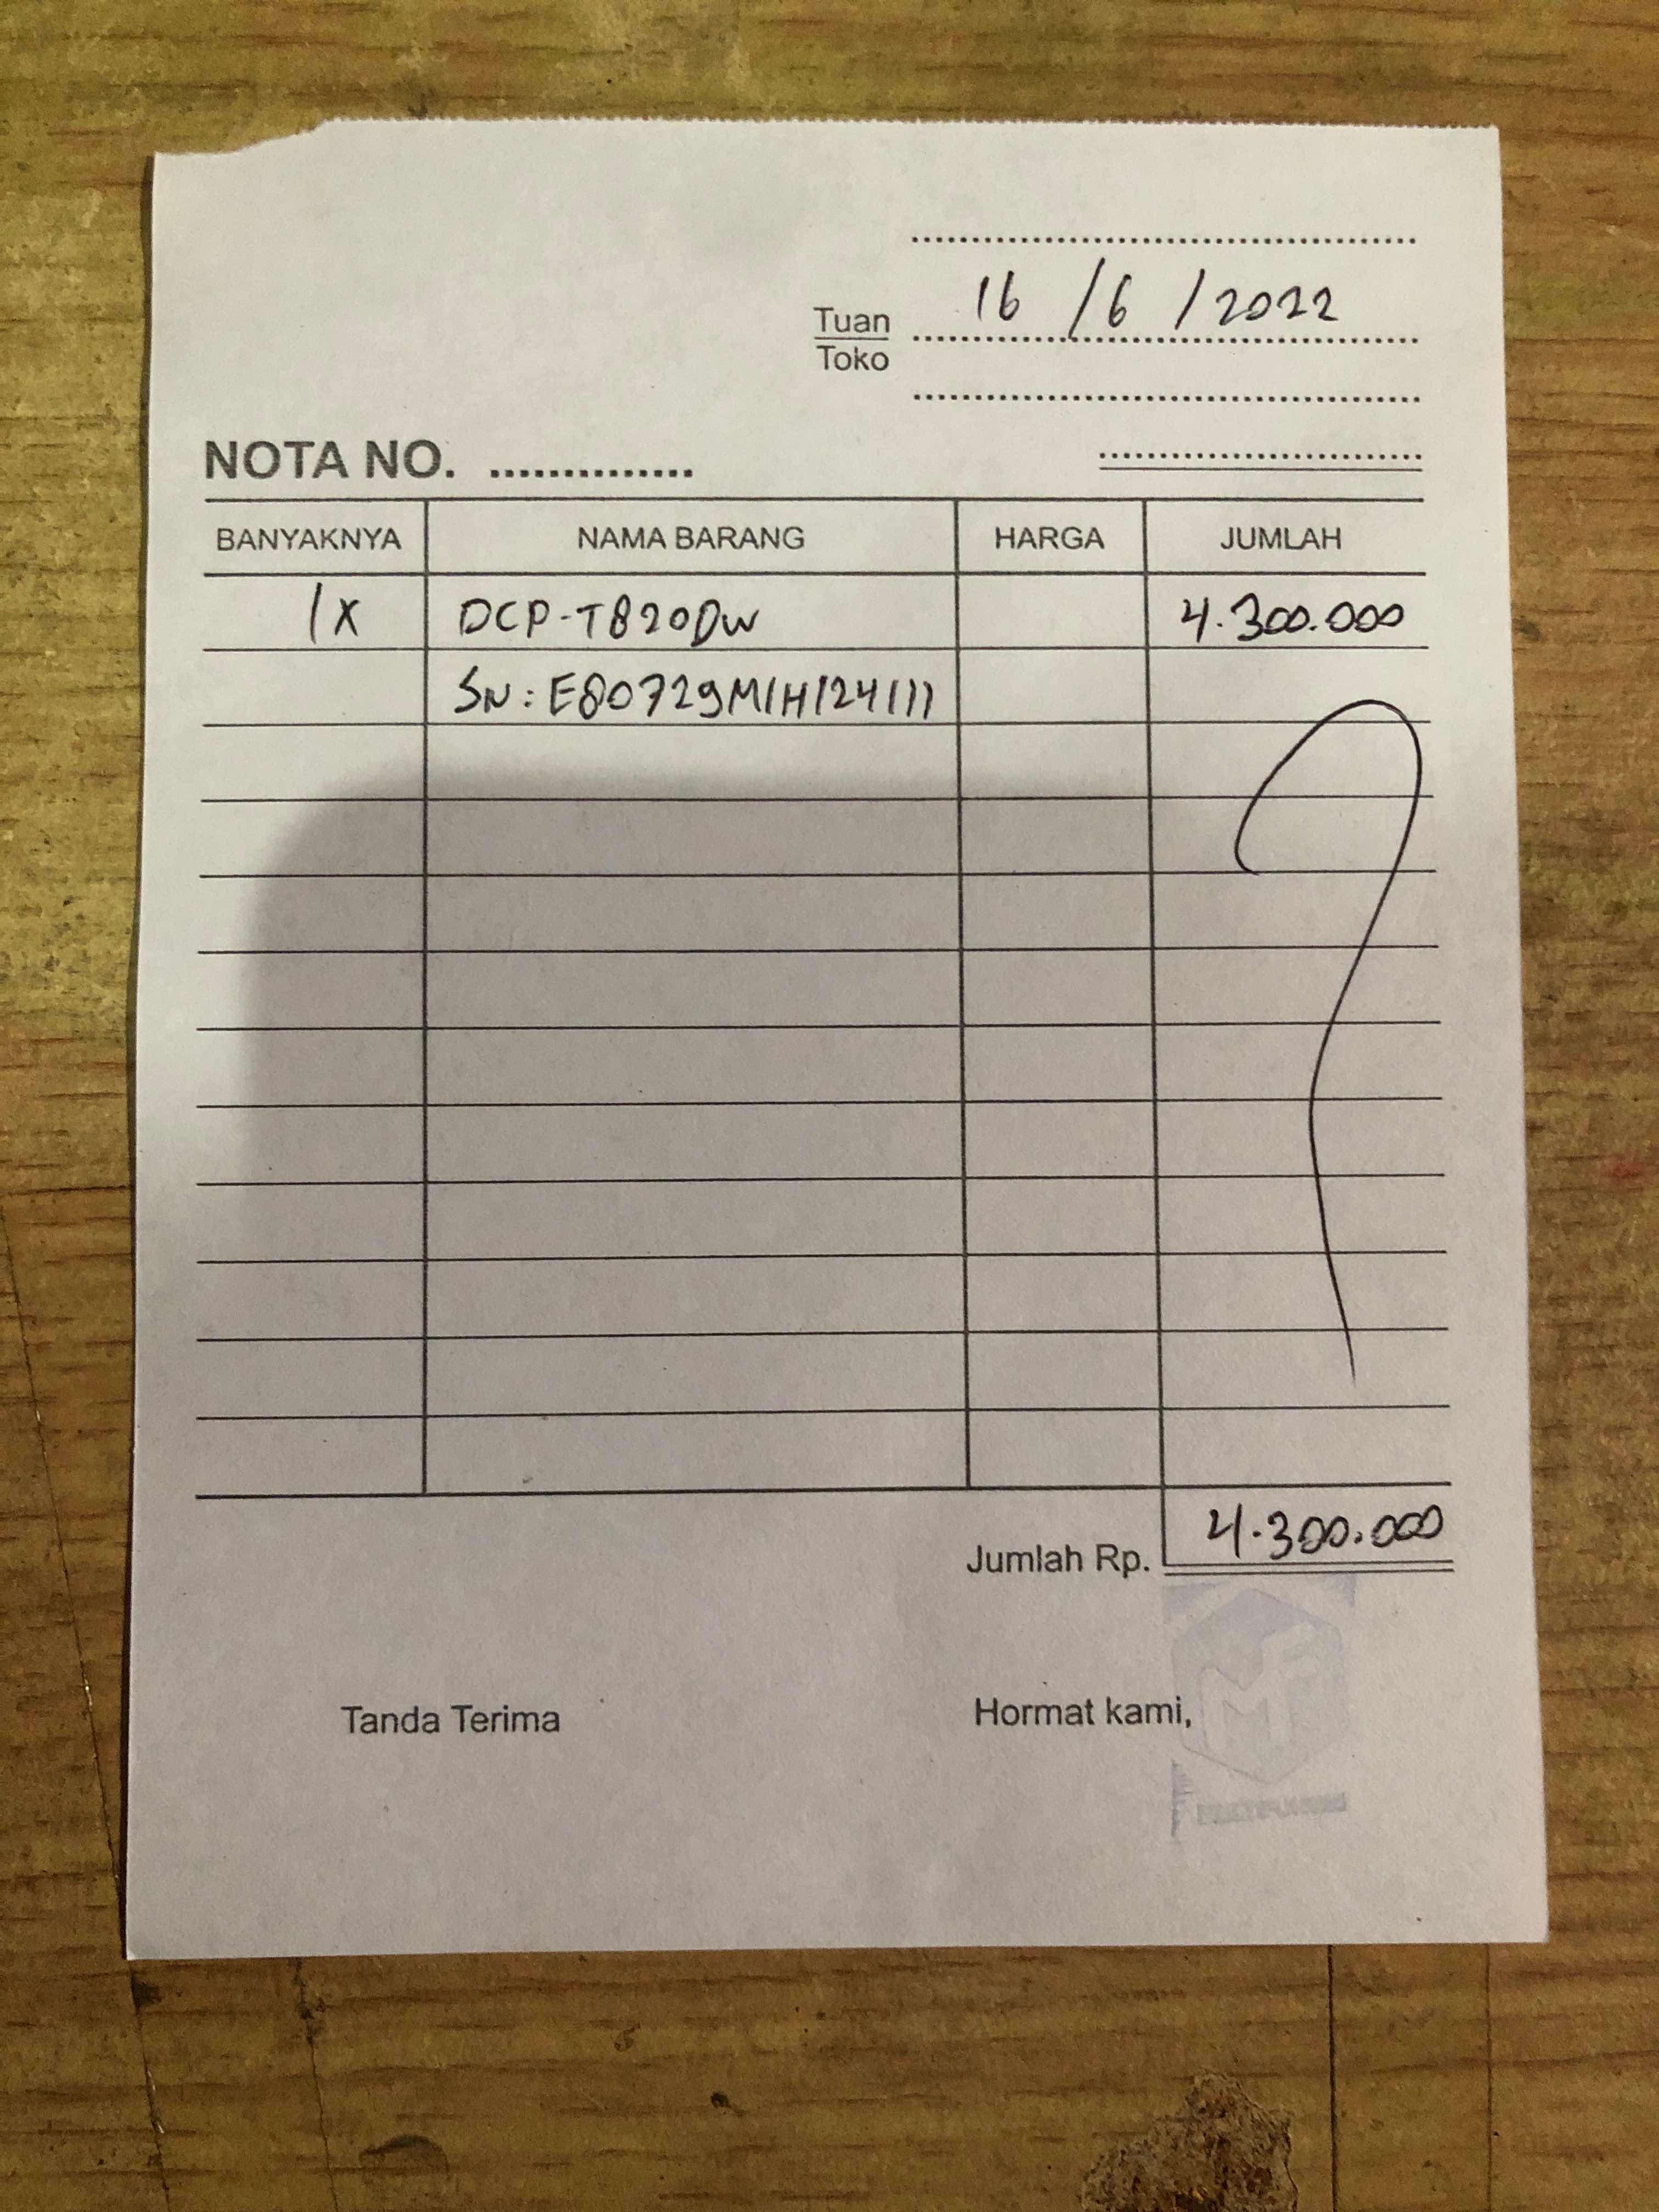 16 / 6 / 2022
Tuan
Toko
NOTA NO. ..............
BANYAKNYA NAMA BARANG HARGA JUMLAH
1X DCP-T820DW 4.300.000
SN: E80729M1H124111
Jumlah Rp. 4.300.000
Tanda Terima Hormat kami,
MP